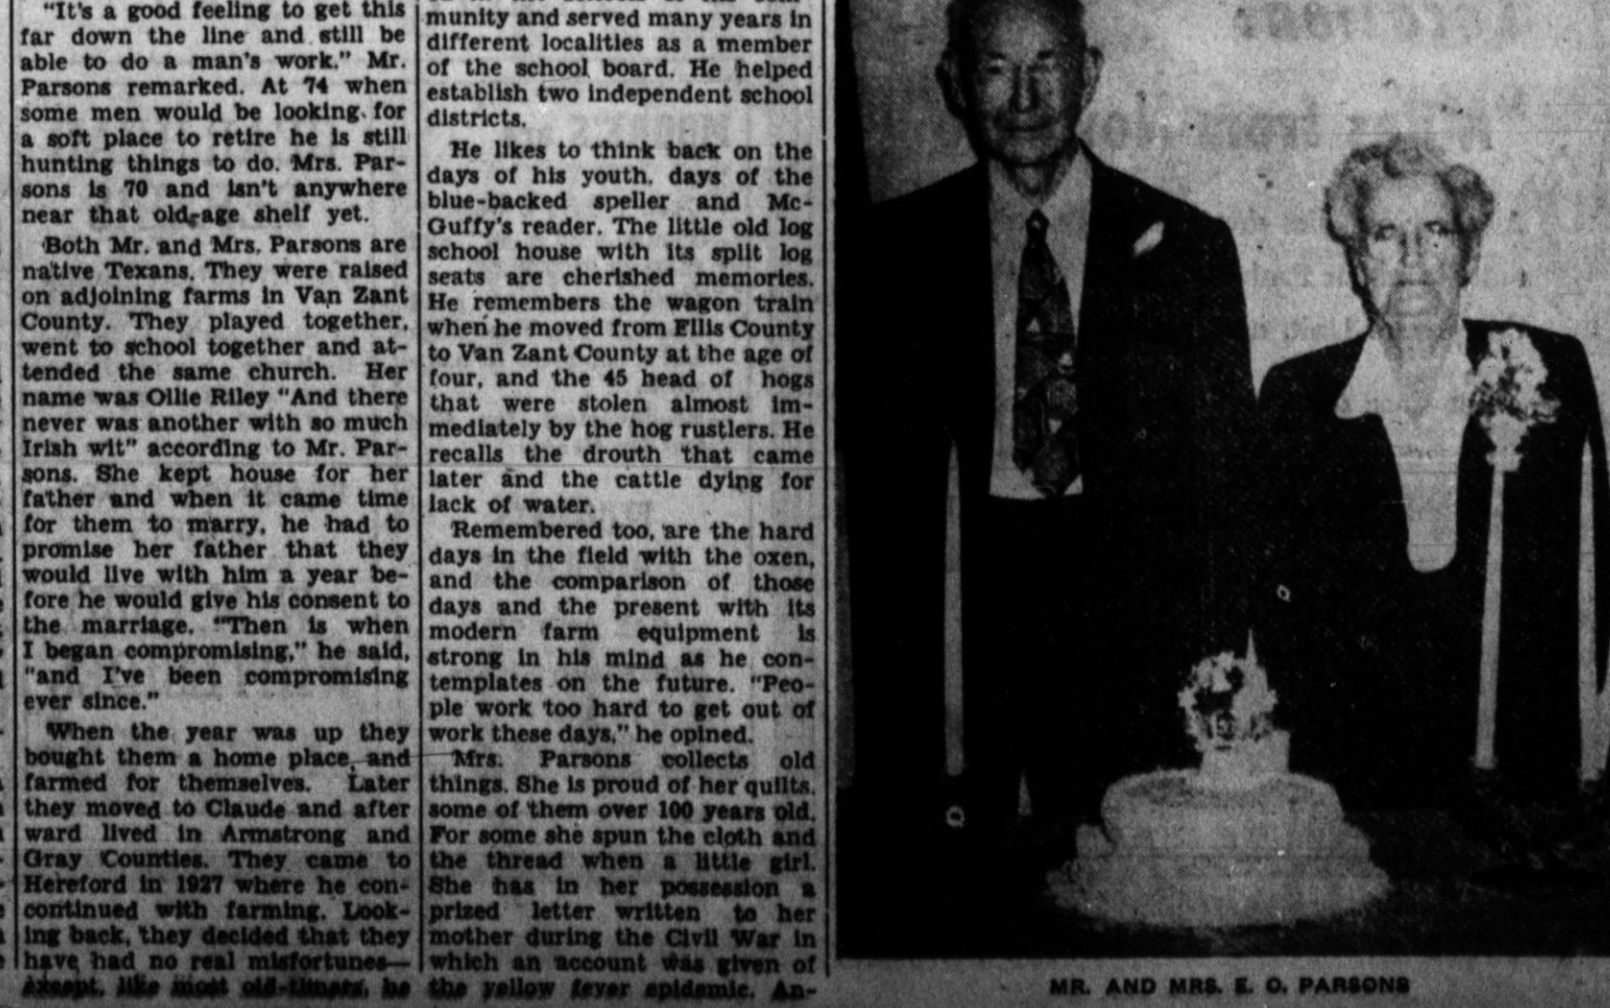 "It's a good feeling to get this
far down the line and still be
able to do a man's work." Mr.
Parsons remarked. At 74 when
some men would be looking for
a soft place to retire he is still
hunting things to do. Mrs. Par-
sons is 70 and isn't anywhere
near that old-age shelf yet.
Both Mr. and Mrs. Parsons are
native Texans. They were raised
on adjoining farms in Van Zant
County. They played together,
went to school together and at-
tended the same church. Her
name was Ollie Riley "And there
never was another with so much
Irish wit" according to Mr. Par-
sons. She kept house for her
father and when it came time
for them to marry, he had to
promise her father that they
would live with him a year be-
fore he would give his consent to
the marriage. "Then is when
I began compromising," he said,
"and I've been compromising
ever since."
When the year was up they
bought them a home place and
farmed for themselves. Later
they moved to Claude and after
ward lived in Armstrong and
Gray Counties. They came to
Hereford in 1927 where he con-
continued with farming. Look-
ing back, they decided that they
have had no real misfortunes—
except, like most old-timers, he
munity and served many years in
different localities as a member
of the school board. He helped
establish two independent school
districts.
He likes to think back on the
days of his youth, days of the
blue-backed speller and Mc-
Guffy's reader. The little old log
school house with its split log
seats are cherished memories.
He remembers the wagon train
when he moved from Ellis County
to Van Zant County at the age of
four, and the 45 head of hogs
that were stolen almost im-
mediately by the hog rustlers. He
recalls the drouth that came
later and the cattle dying for
lack of water.
Remembered too, are the hard
days in the field with the oxen,
and the comparison of those
days and the present with its
modern farm equipment is
strong in his mind as he con-
templates on the future. "Peo-
ple work too hard to get out of
work these days," he opined.
Mrs. Parsons collects old
things. She is proud of her quilts,
some of them over 100 years old.
For some she spun the cloth and
the thread when a little girl.
She has in her possession a
prized letter written to her
mother during the Civil War in
which an account was given of
the yellow fever epidemic. An-
MR. AND MRS. E. O. PARSONS